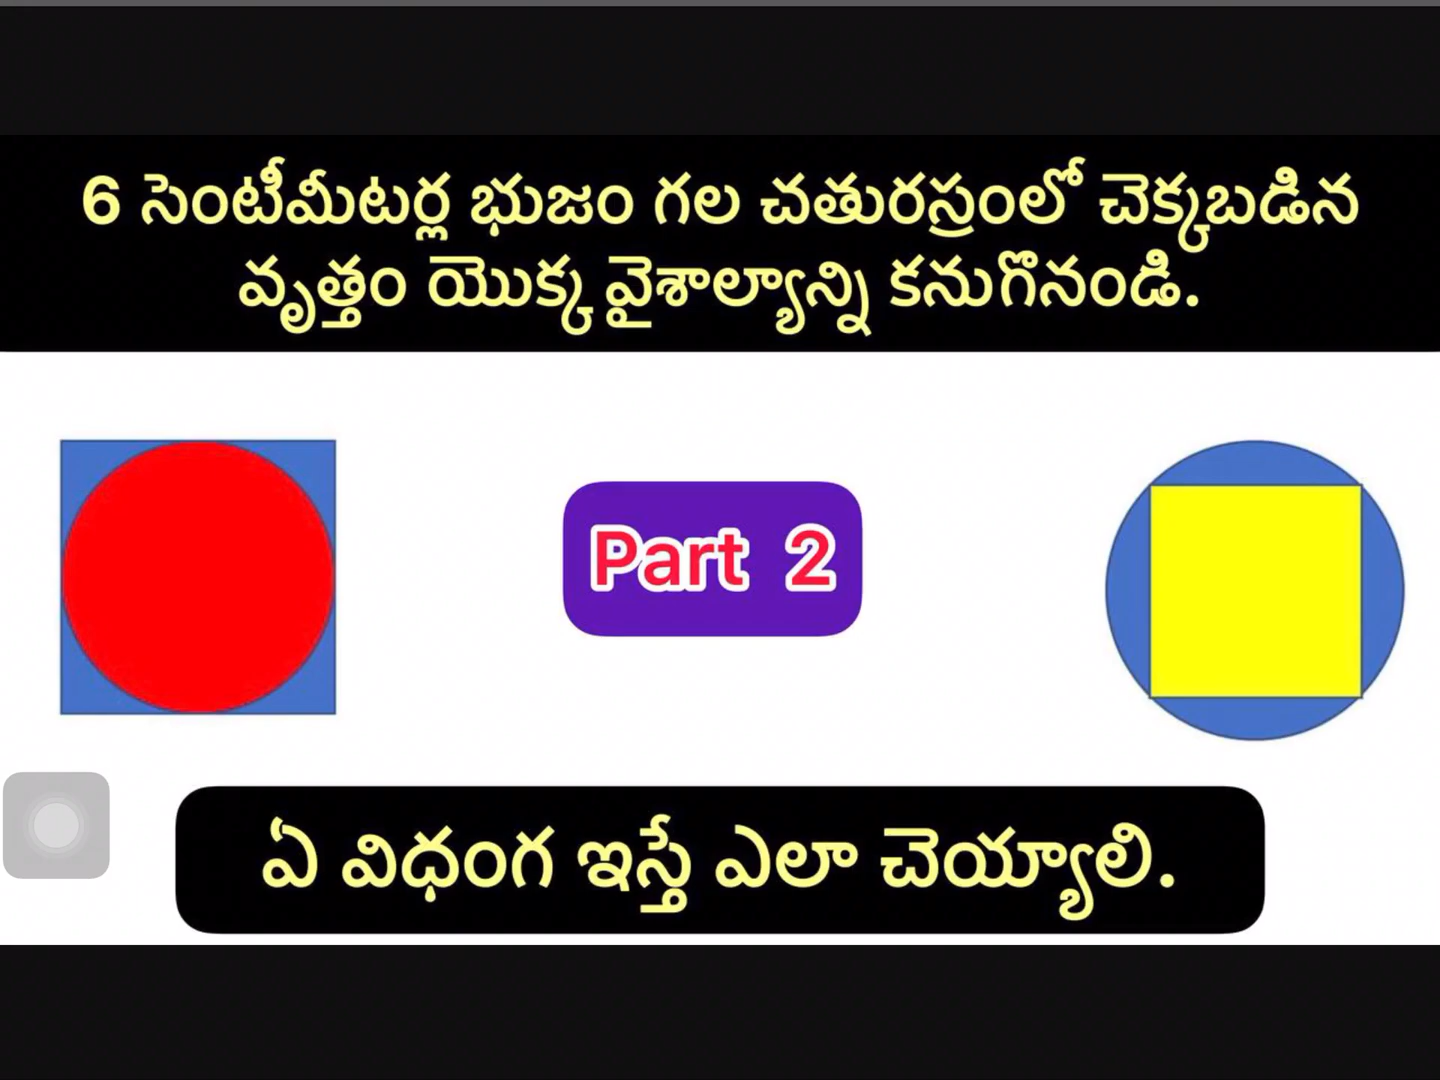 6 సెంటీమీటర్ల భుజం గల చతురస్రంలో చెక్కబడిన
వృత్తం యొక్క వైశాల్యాన్ని కనుగొనండి.
Part 2
ఏ విధంగ ఇస్తే ఎలా చెయ్యాలి.